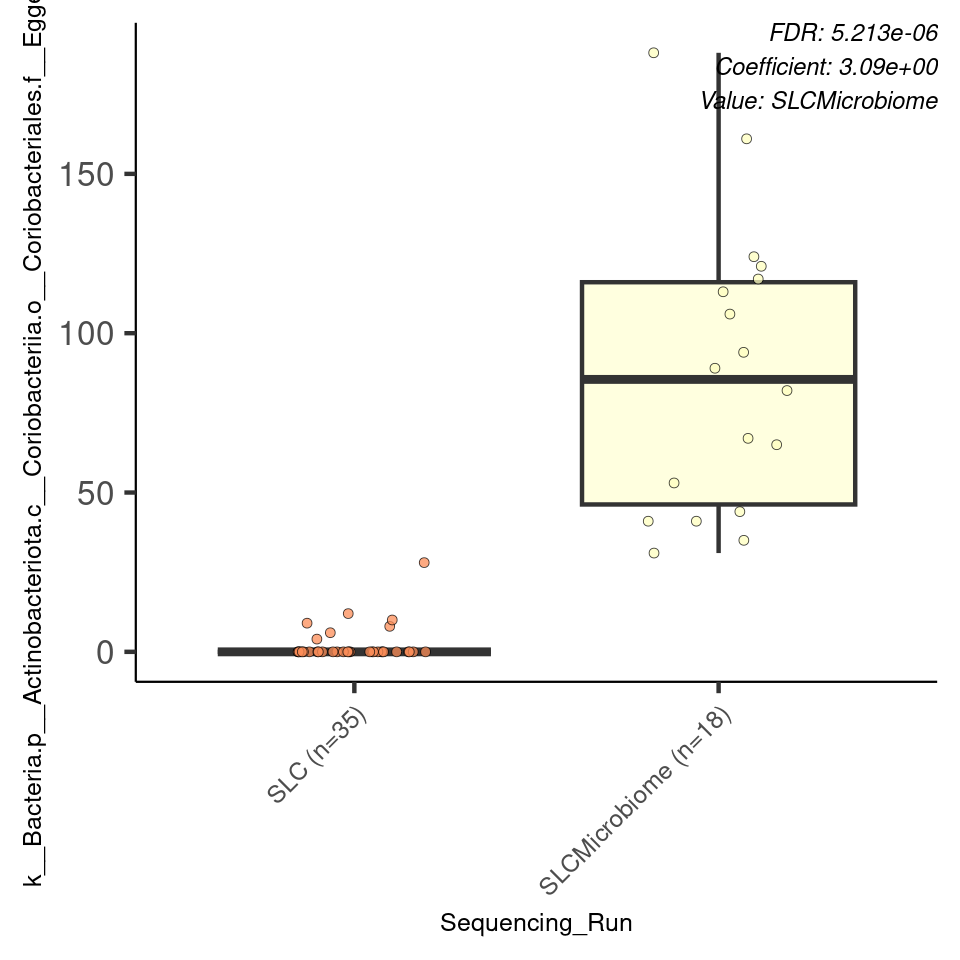 FDR: 5.213e-06
Coefficient: 3.09e+00
Value: SLCMicrobiome
k__Bacteria.p__Actinobacteriota.c__Coriobacteriia.o__Coriobacteriales.f__Egge
150
100
50
0
SLC (n=35)
SLCMicrobiome (n=18)
Sequencing_Run